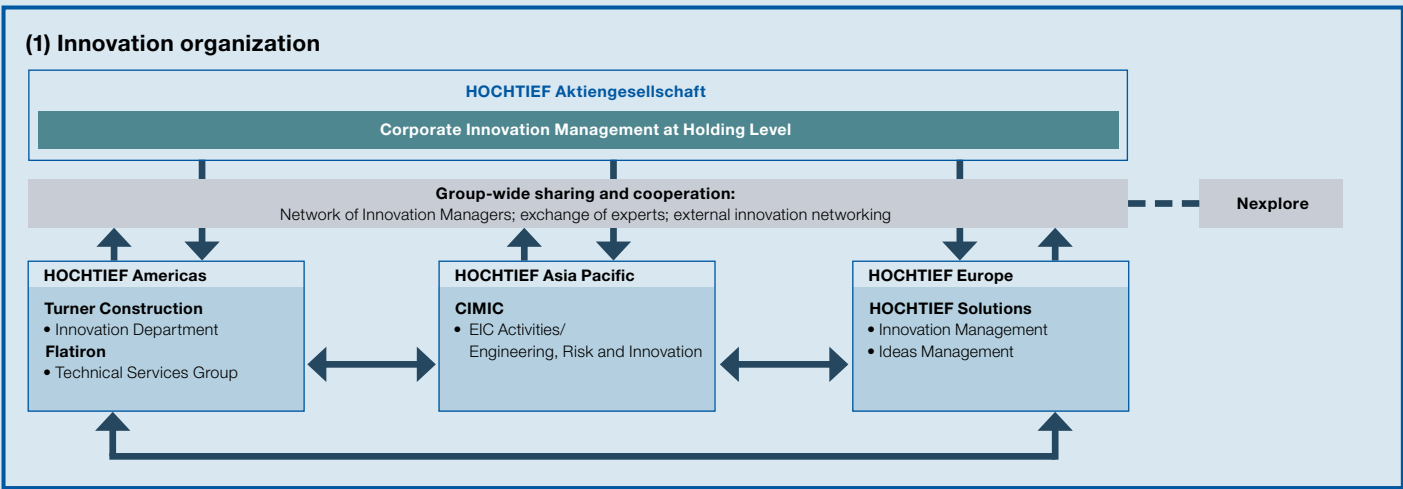 (1) Innovation organization
HOCHTIEF Aktiengesellschaft
Corporate Innovation Management at Holding Level
Group-wide sharing and cooperation:
Network of Innovation Managers; exchange of experts; external innovation networking
Nexplore
HOCHTIEF Americas
Turner Construction
• Innovation Department
Flatiron
• Technical Services Group
HOCHTIEF Asia Pacific
CIMIC
• EIC Activities/
Engineering, Risk and Innovation
HOCHTIEF Europe
HOCHTIEF Solutions
• Innovation Management
• Ideas Management